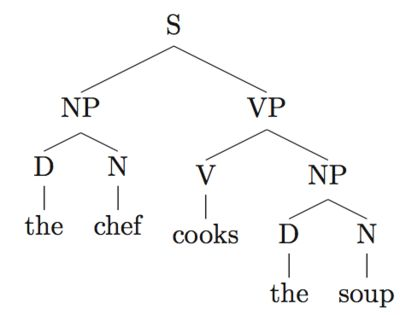 S
NP VP
D N V NP
the chef cooks D N
the soup